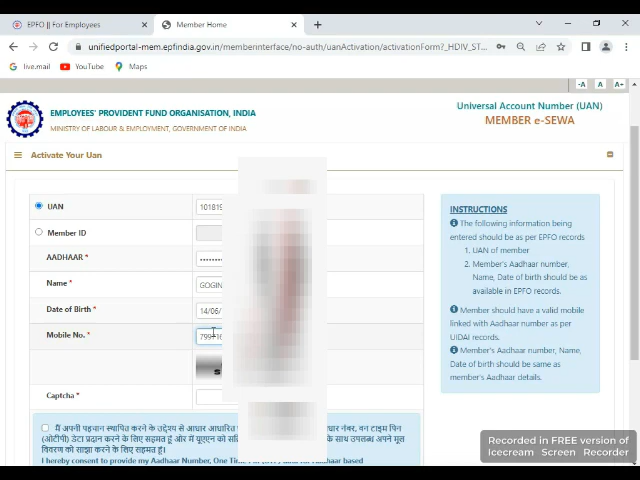 EPFO || For Employees
Member Home
unifiedportal-mem.epfindia.gov.in/memberinterface/no-auth/uanActivation/activationForm?_HDIV_ST...
live.mail
YouTube
Maps
-A A A+
EMPLOYEES' PROVIDENT FUND ORGANISATION, INDIA
MINISTRY OF LABOUR & EMPLOYMENT, GOVERNMENT OF INDIA
Universal Account Number (UAN)
MEMBER e-SEWA
Activate Your Uan
UAN
Member ID
AADHAAR *
Name *
GOGIN
Date of Birth *
14/06/
Mobile No. *
Captcha *
INSTRUCTIONS
The following information being
entered should be as per EPFO records
1. UAN of member
2. Member's Aadhaar number,
Name, Date of birth should be as
available in EPFO records.
Member should have a valid mobile
linked with Aadhaar number as per
UIDAI records.
Member's Aadhaar number, Name,
Date of birth should be same as
member's Aadhaar details.
मैं अपनी पहचान स्थापित करने के उद्देश्य से आधार आधारित
धार नंबर, वन टाइम पिन
(ओटीपी) डेटा प्रदान करने के लिए सहमत हूँ और मैं यूएएन को
के साथ उपलब्ध अपने मूल
विवरण को साझा करने के लिए सहमत हूँ।
I hereby consent to provide my Aadhaar Number, One Time
based
Recorded in FREE version of
Icecream Screen Recorder